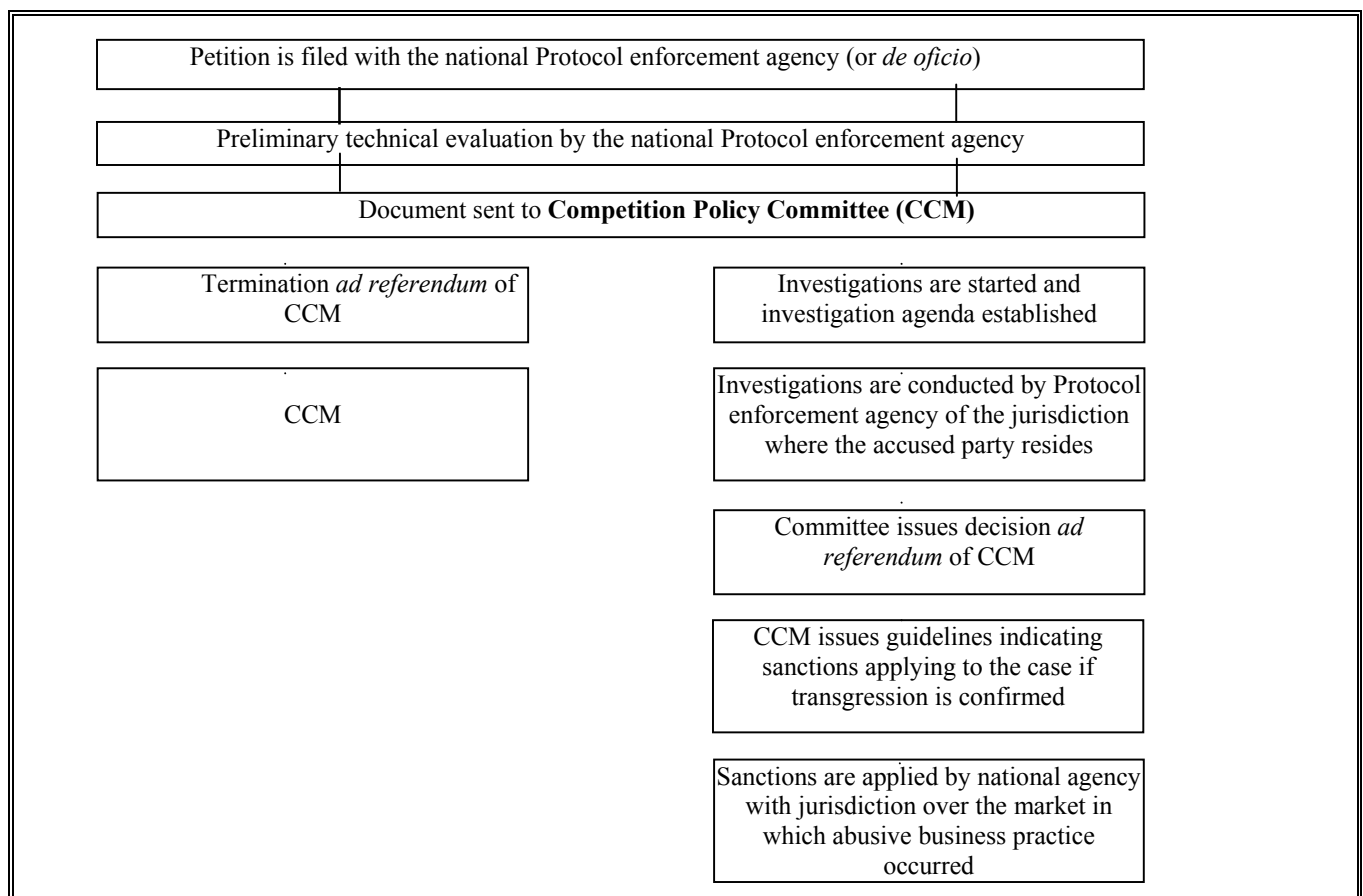 Petition is filed with the national Protocol enforcement agency (or de oficio)
Preliminary technical evaluation by the national Protocol enforcement agency
Document sent to Competition Policy Committee (CCM)
Termination ad referendum of
CCM
CCM
Investigations are started and
investigation agenda established
Investigations are conducted by Protocol
enforcement agency of the jurisdiction
where the accused party resides
Committee issues decision ad
referendum of CCM
CCM issues guidelines indicating
sanctions applying to the case if
transgression is confirmed
Sanctions are applied by national agency
with jurisdiction over the market in
which abusive business practice
occurred